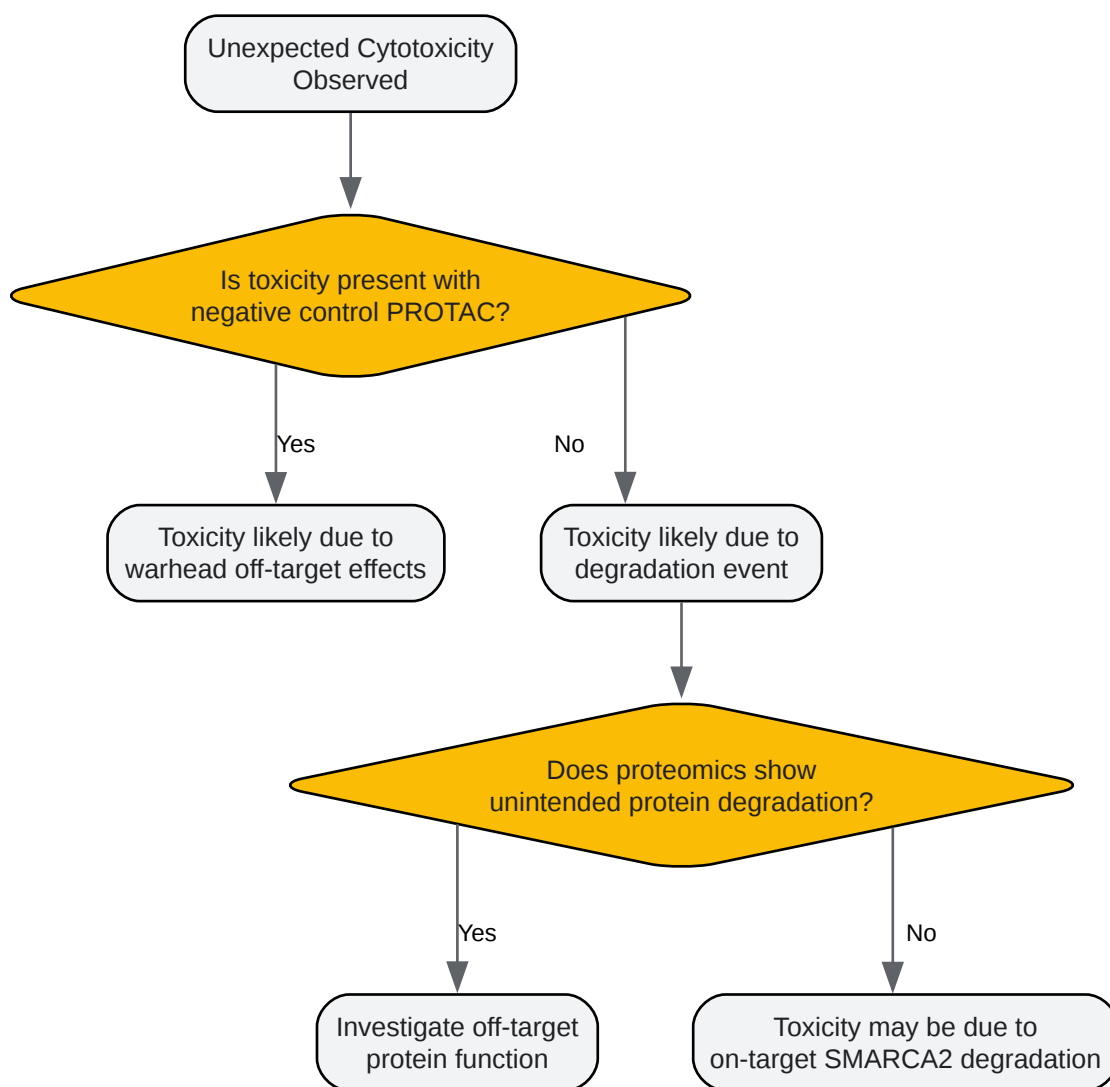 Unexpected Cytotoxicity
Observed
Is toxicity present with
negative control PROTAC?
Yes
No
Toxicity likely due to
warhead off-target effects
Toxicity likely due to
degradation event
Does proteomics show
unintended protein degradation?
Yes
No
Investigate off-target
protein function
Toxicity may be due to
on-target SMARCA2 degradation